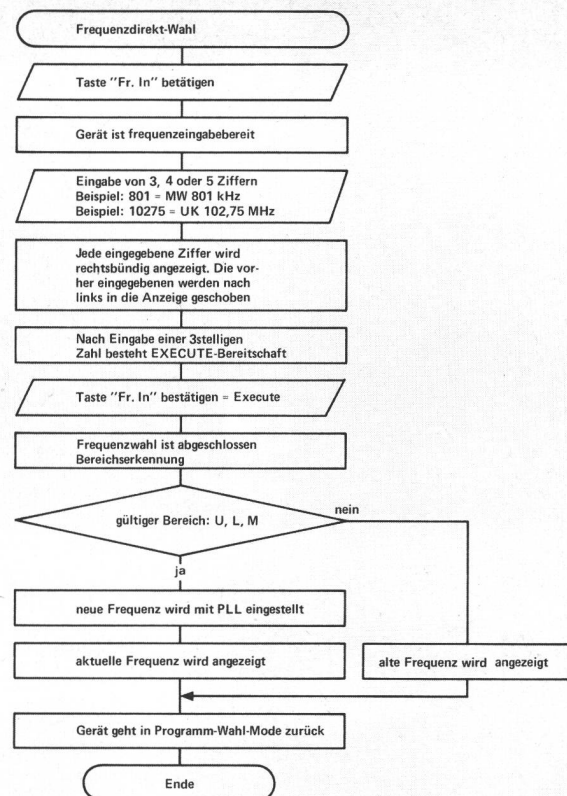 Frequenzdirekt-Wahl
Taste "Fr. In" betätigen
Gerät ist frequenzeingabebereit
Eingabe von 3, 4 oder 5 Ziffern
Beispiel: 801 = MW 801 kHz
Beispiel: 10275 = UK 102,75 MHz
Jede eingegebene Ziffer wird
rechtsbündig angezeigt. Die vor-
her eingegebenen werden nach
links in die Anzeige geschoben
Nach Eingabe einer 3stelligen
Zahl besteht EXECUTE-Bereitschaft
Taste "Fr. In" bestätigen = Execute
Frequenzwahl ist abgeschlossen
Bereichserkennung
gültiger Bereich: U, L, M
nein
ja
neue Frequenz wird mit PLL eingestellt
aktuelle Frequenz wird angezeigt
alte Frequenz wird angezeigt
Gerät geht in Programm-Wahl-Mode zurück
Ende